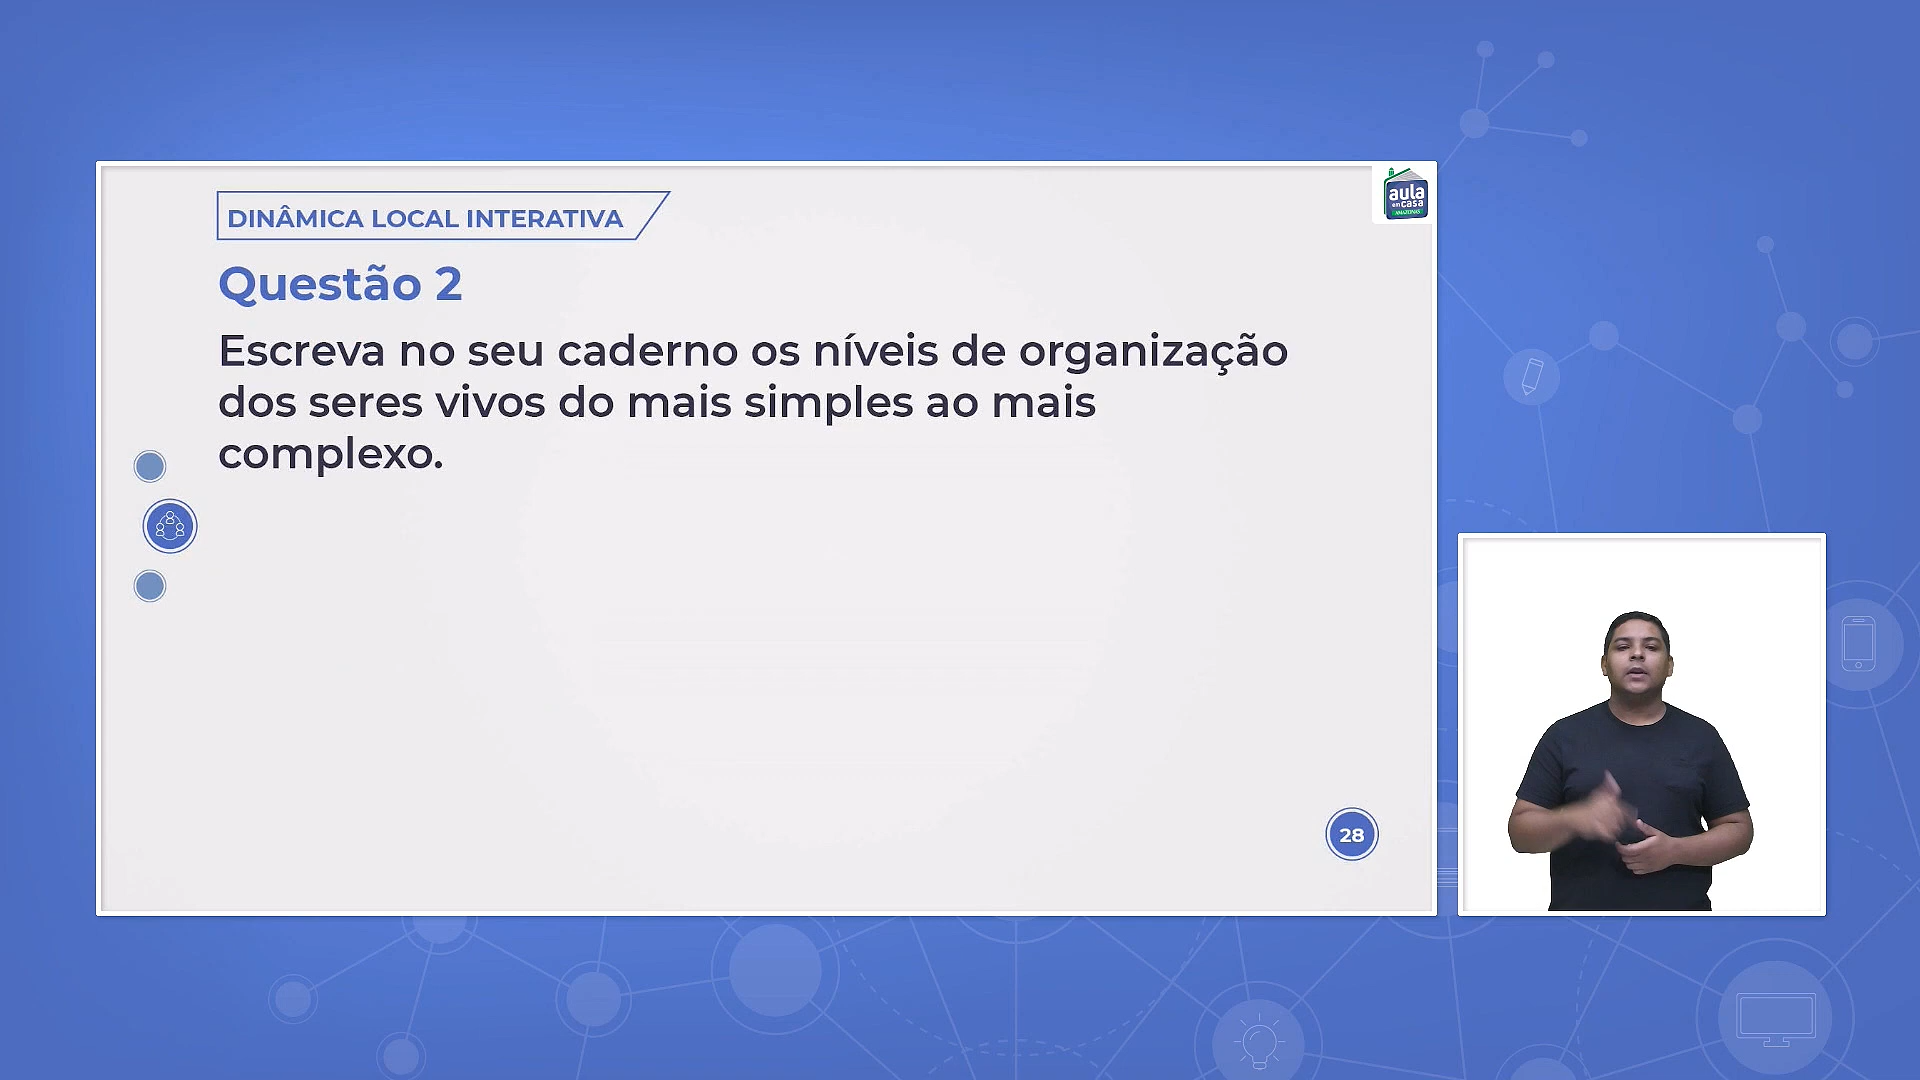 DINÂMICA LOCAL INTERATIVA
aula
em casa
AMAZONAS
Questão 2
Escreva no seu caderno os níveis de organização
dos seres vivos do mais simples ao mais
complexo.
28